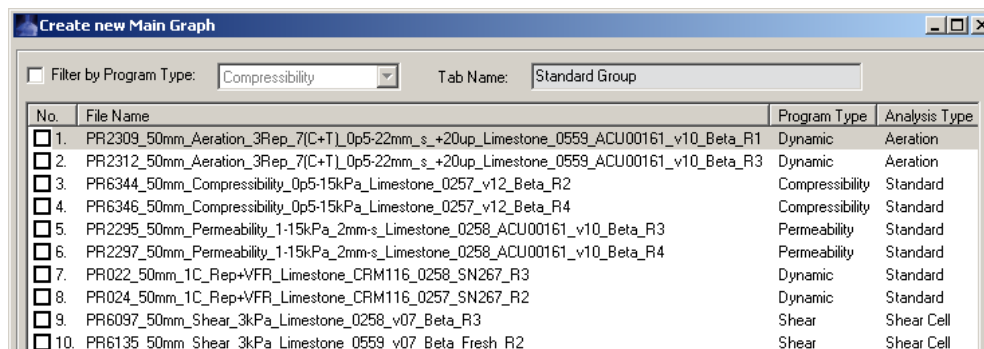 Create new Main Graph
Filter by Program Type: Compressibility Tab Name: Standard Group
No. File Name Program Type Analysis Type
1. PR2309_50mm_Aeration_3Rep_7(C+T)_0p5-22mm_s_+20up_Limestone_0559_ACU00161_v10_Beta_R1 Dynamic Aeration
2. PR2312_50mm_Aeration_3Rep_7(C+T)_0p5-22mm_s_+20up_Limestone_0559_ACU00161_v10_Beta_R3 Dynamic Aeration
3. PR6344_50mm_Compressibility_0p5-15kPa_Limestone_0257_v12_Beta_R2 Compressibility Standard
4. PR6346_50mm_Compressibility_0p5-15kPa_Limestone_0257_v12_Beta_R4 Compressibility Standard
5. PR2295_50mm_Permeability_1-15kPa_2mm-s_Limestone_0258_ACU00161_v10_Beta_R3 Permeability Standard
6. PR2297_50mm_Permeability_1-15kPa_2mm-s_Limestone_0258_ACU00161_v10_Beta_R4 Permeability Standard
7. PR022_50mm_1C_Rep+VFR_Limestone_CRM116_0258_SN267_R3 Dynamic Standard
8. PR024_50mm_1C_Rep+VFR_Limestone_CRM116_0257_SN267_R2 Dynamic Standard
9. PR6097_50mm_Shear_3kPa_Limestone_0258_v07_Beta_R3 Shear Shear Cell
10. PR6135_50mm_Shear_3kPa_Limestone_0559_v07_Beta_Fresh_R2 Shear Shear Cell